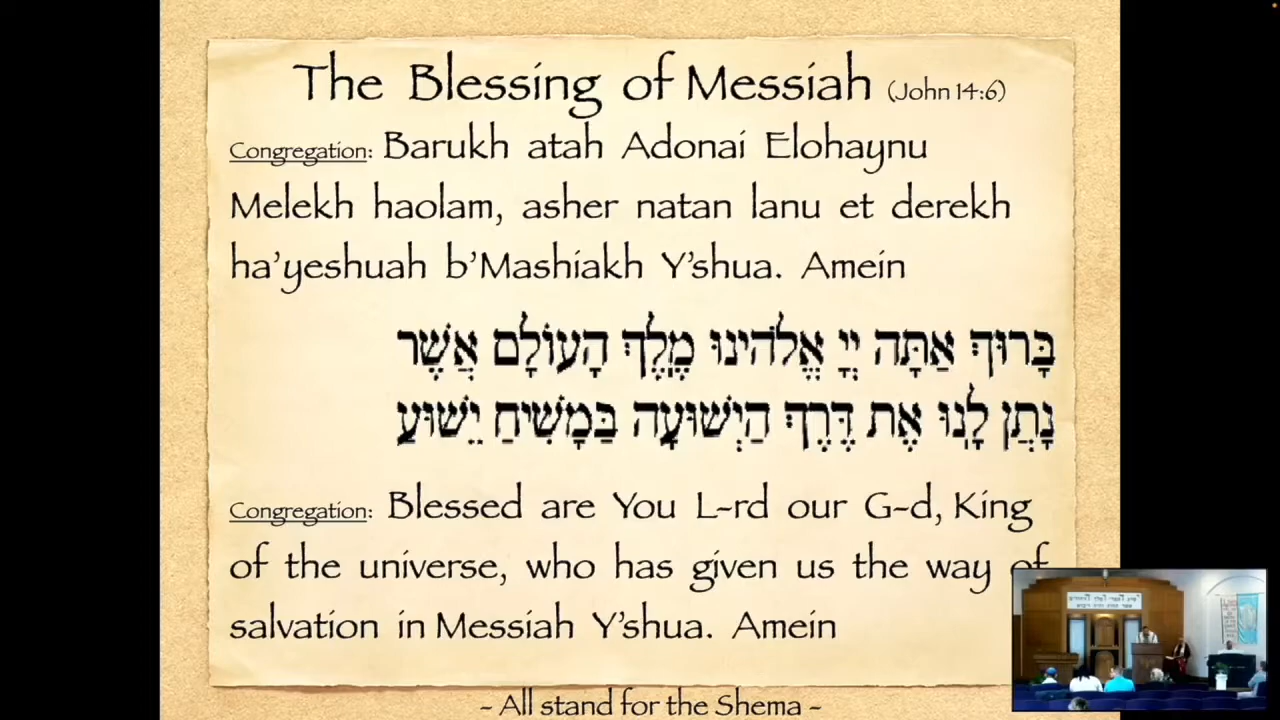 The Blessing of Messiah (John 14:6)
Congregation: Barukh atah Adonai Elohaynu
Melekh haolam, asher natan lanu et derekh
ha'yeshuah b'Mashiakh Y'shua. Amein
בָּרוּךְ אַתָּה יְיָ אֱלֹהֵינוּ מֶֽלֶךְ הָעוֹלָם אֲשֶׁר
נָתַן לָֽנוּ אֶת דֶּרֶךְ הַיְשׁוּעָה בַּמָשִׁיחַ יֵשׁוּעַ
Congregation: Blessed are You L-rd our G-d, King
of the universe, who has given us the way of
salvation in Messiah Y'shua. Amein
- All stand for the Shema -